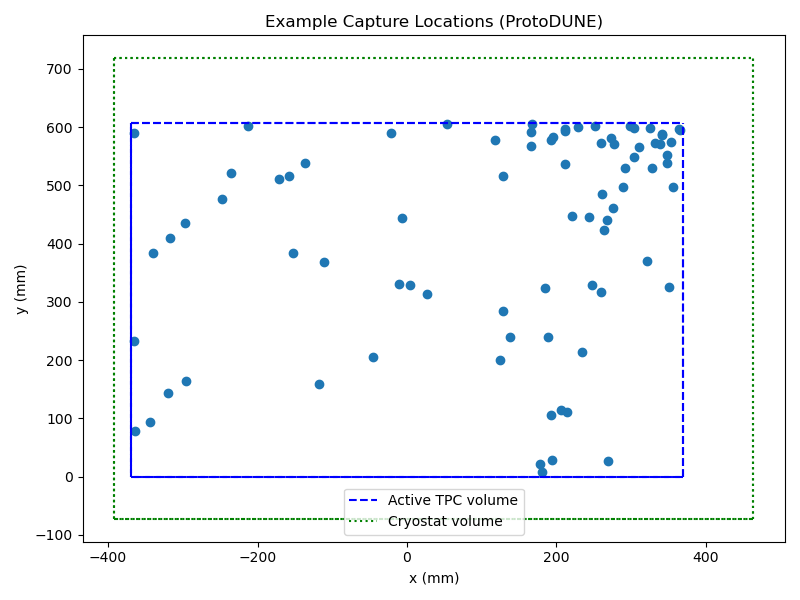 Example Capture Locations (ProtoDUNE)
y (mm)
700
600
500
400
300
200
100
0
−100
Active TPC volume
Cryostat volume
−400
−200
0
200
400
x (mm)